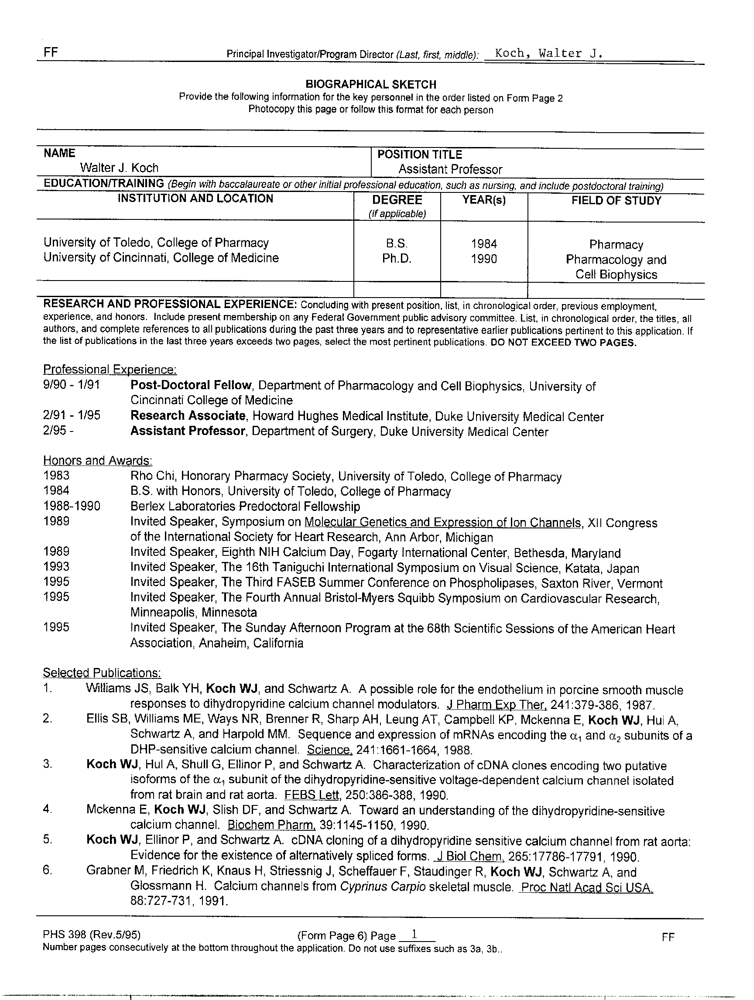 FF
Principal Investigator/Program Director (Last, first, middle): Koch, Walter J.
BIOGRAPHICAL SKETCH
Provide the following information for the key personnel in the order listed on Form Page 2
Photocopy this page or follow this format for each person
NAME
Walter J. Koch
POSITION TITLE
Assistant Professor
EDUCATION/TRAINING (Begin with baccalaureate or other initial professional education, such as nursing, and include postdoctoral training)
INSTITUTION AND LOCATION
DEGREE
(if applicable)
YEAR(s)
FIELD OF STUDY
University of Toledo, College of Pharmacy B.S. 1984 Pharmacy
University of Cincinnati, College of Medicine Ph.D. 1990 Pharmacology and
Cell Biophysics
RESEARCH AND PROFESSIONAL EXPERIENCE: Concluding with present position, list, in chronological order, previous employment,
experience, and honors. Include present membership on any Federal Government public advisory committee. List, in chronological order, the titles, all
authors, and complete references to all publications during the past three years and to representative earlier publications pertinent to this application. If
the list of publications in the last three years exceeds two pages, select the most pertinent publications. DO NOT EXCEED TWO PAGES.
Professional Experience:
9/90 - 1/91 Post-Doctoral Fellow, Department of Pharmacology and Cell Biophysics, University of
Cincinnati College of Medicine
2/91 - 1/95 Research Associate, Howard Hughes Medical Institute, Duke University Medical Center
2/95 - Assistant Professor, Department of Surgery, Duke University Medical Center
Honors and Awards:
1983 Rho Chi, Honorary Pharmacy Society, University of Toledo, College of Pharmacy
1984 B.S. with Honors, University of Toledo, College of Pharmacy
1988-1990 Berlex Laboratories Predoctoral Fellowship
1989 Invited Speaker, Symposium on Molecular Genetics and Expression of Ion Channels, XII Congress
of the International Society for Heart Research, Ann Arbor, Michigan
1989 Invited Speaker, Eighth NIH Calcium Day, Fogarty International Center, Bethesda, Maryland
1993 Invited Speaker, The 16th Taniguchi International Symposium on Visual Science, Katata, Japan
1995 Invited Speaker, The Third FASEB Summer Conference on Phospholipases, Saxton River, Vermont
1995 Invited Speaker, The Fourth Annual Bristol-Myers Squibb Symposium on Cardiovascular Research,
Minneapolis, Minnesota
1995 Invited Speaker, The Sunday Afternoon Program at the 68th Scientific Sessions of the American Heart
Association, Anaheim, California
Selected Publications:
1. Williams JS, Balk YH, Koch WJ, and Schwartz A. A possible role for the endothelium in porcine smooth muscle
responses to dihydropyridine calcium channel modulators. J Pharm Exp Ther, 241:379-386, 1987.
2. Ellis SB, Williams ME, Ways NR, Brenner R, Sharp AH, Leung AT, Campbell KP, Mckenna E, Koch WJ, Hui A,
Schwartz A, and Harpold MM. Sequence and expression of mRNAs encoding the α₁ and α₂ subunits of a
DHP-sensitive calcium channel. Science, 241:1661-1664, 1988.
3. Koch WJ, Hui A, Shull G, Ellinor P, and Schwartz A. Characterization of cDNA clones encoding two putative
isoforms of the α₁ subunit of the dihydropyridine-sensitive voltage-dependent calcium channel isolated
from rat brain and rat aorta. FEBS Lett, 250:386-388, 1990.
4. Mckenna E, Koch WJ, Slish DF, and Schwartz A. Toward an understanding of the dihydropyridine-sensitive
calcium channel. Biochem Pharm, 39:1145-1150, 1990.
5. Koch WJ, Ellinor P, and Schwartz A. cDNA cloning of a dihydropyridine sensitive calcium channel from rat aorta:
Evidence for the existence of alternatively spliced forms. J Biol Chem, 265:17786-17791, 1990.
6. Grabner M, Friedrich K, Knaus H, Striessnig J, Scheffauer F, Staudinger R, Koch WJ, Schwartz A, and
Glossmann H. Calcium channels from Cyprinus Carpio skeletal muscle. Proc Natl Acad Sci USA,
88:727-731, 1991.
PHS 398 (Rev.5/95) (Form Page 6) Page 1 FF
Number pages consecutively at the bottom throughout the application. Do not use suffixes such as 3a, 3b..